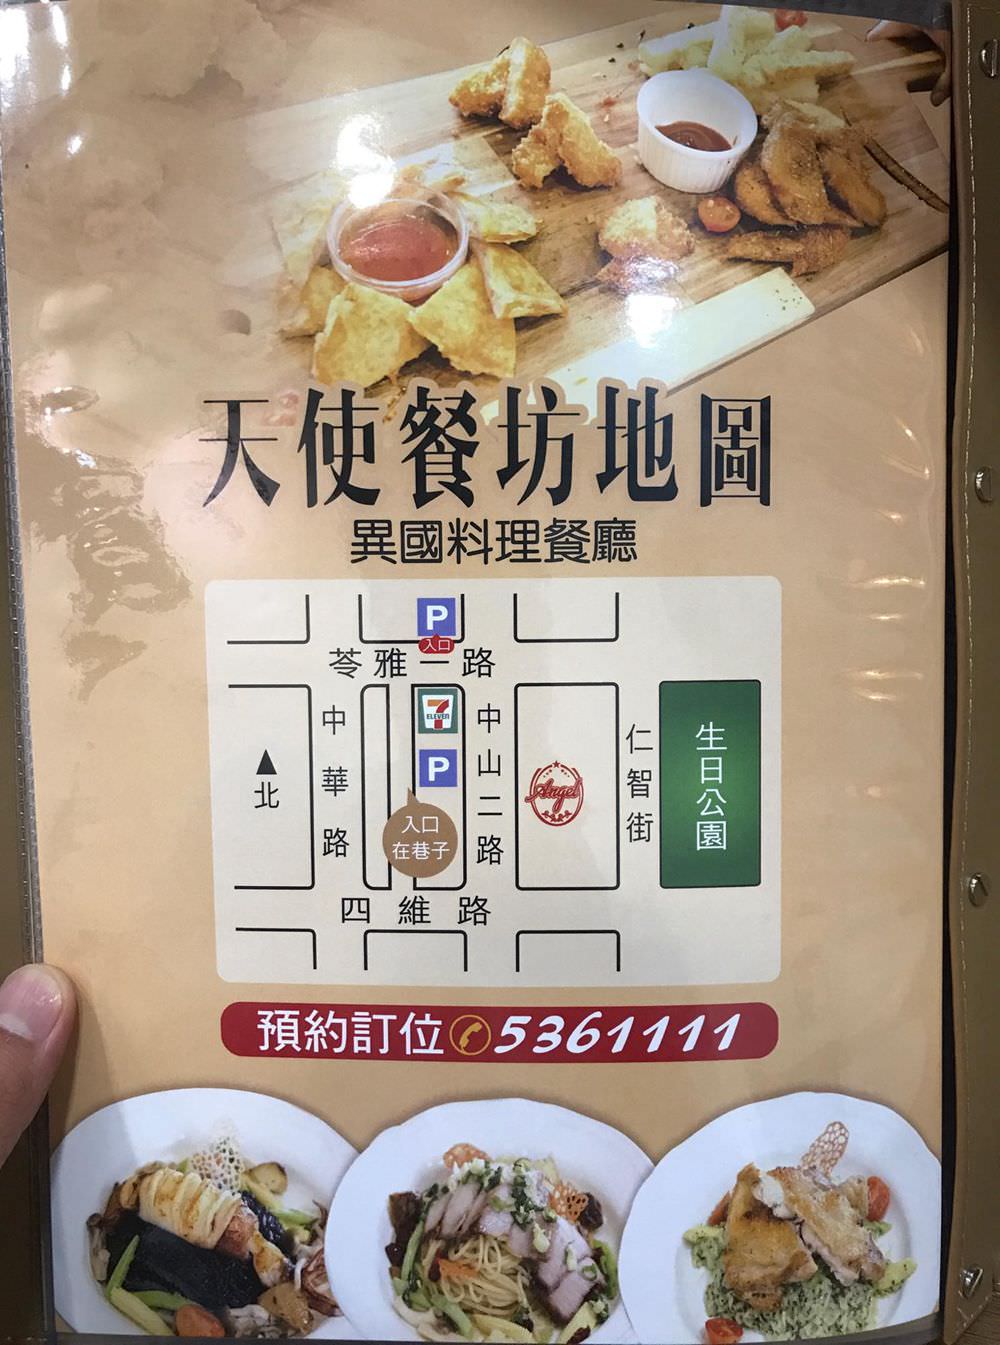 天使餐坊地圖
異國料理餐廳
P
入口
苓雅一路
7
ELEVEN
中華路
中山二路
仁智街
生日公園
北
P
Angel
入口
在巷子
四維路
預約訂位 5361111